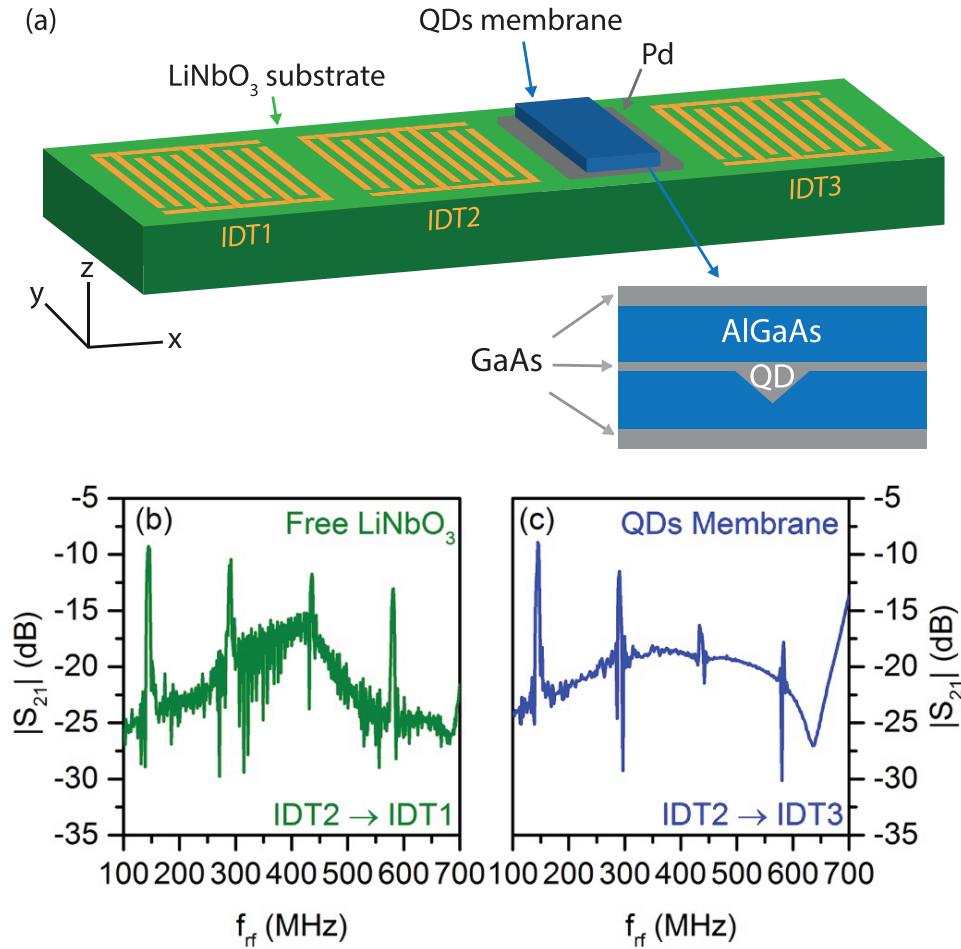 (a)
QDs membrane
Pd
LiNbO₃ substrate
IDT1
IDT2
IDT3
z
y
x
GaAs
AlGaAs
QD
(b)
Free LiNbO₃
IDT2 → IDT1
|S₂₁| (dB)
-5
-10
-15
-20
-25
-30
-35
100 200 300 400 500 600 700
f_rf (MHz)
(c)
QDs Membrane
IDT2 → IDT3
|S₂₁| (dB)
-5
-10
-15
-20
-25
-30
-35
100 200 300 400 500 600 700
f_rf (MHz)